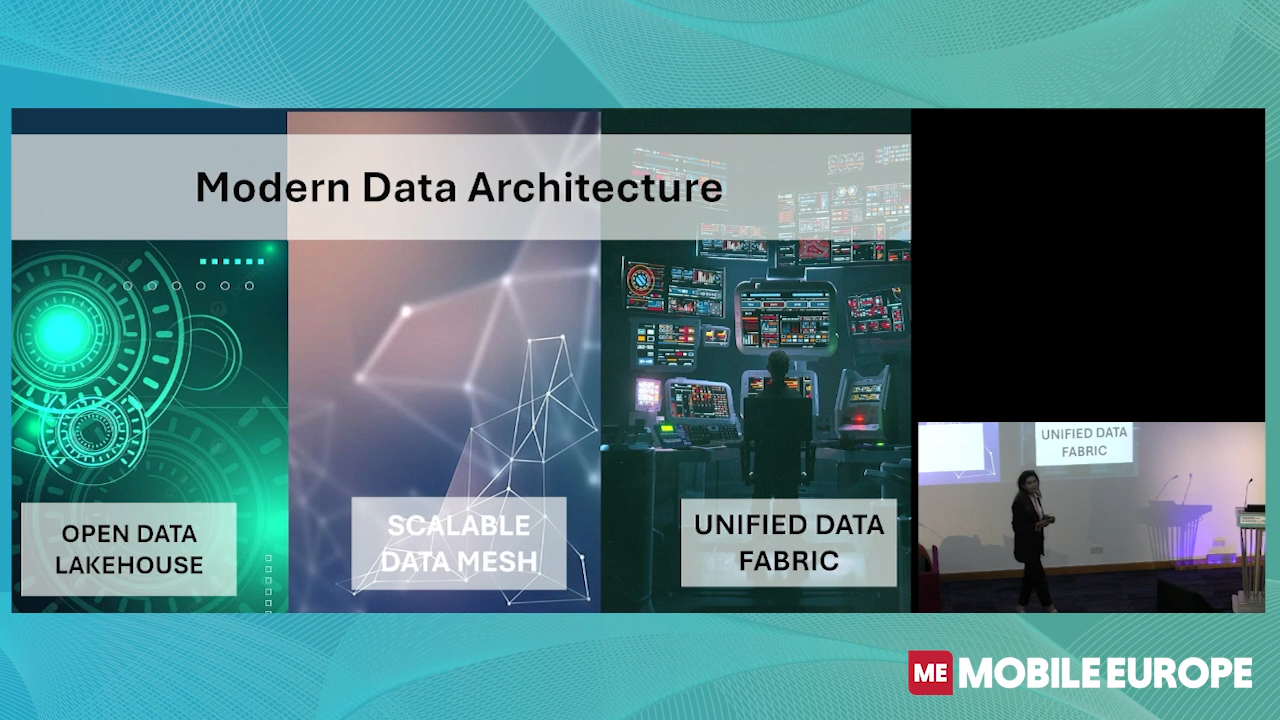 Modern Data Architecture
OPEN DATA
LAKEHOUSE
SCALABLE
DATA MESH
UNIFIED DATA
FABRIC
UNIFIED DATA
FABRIC
ME MOBILE EUROPE